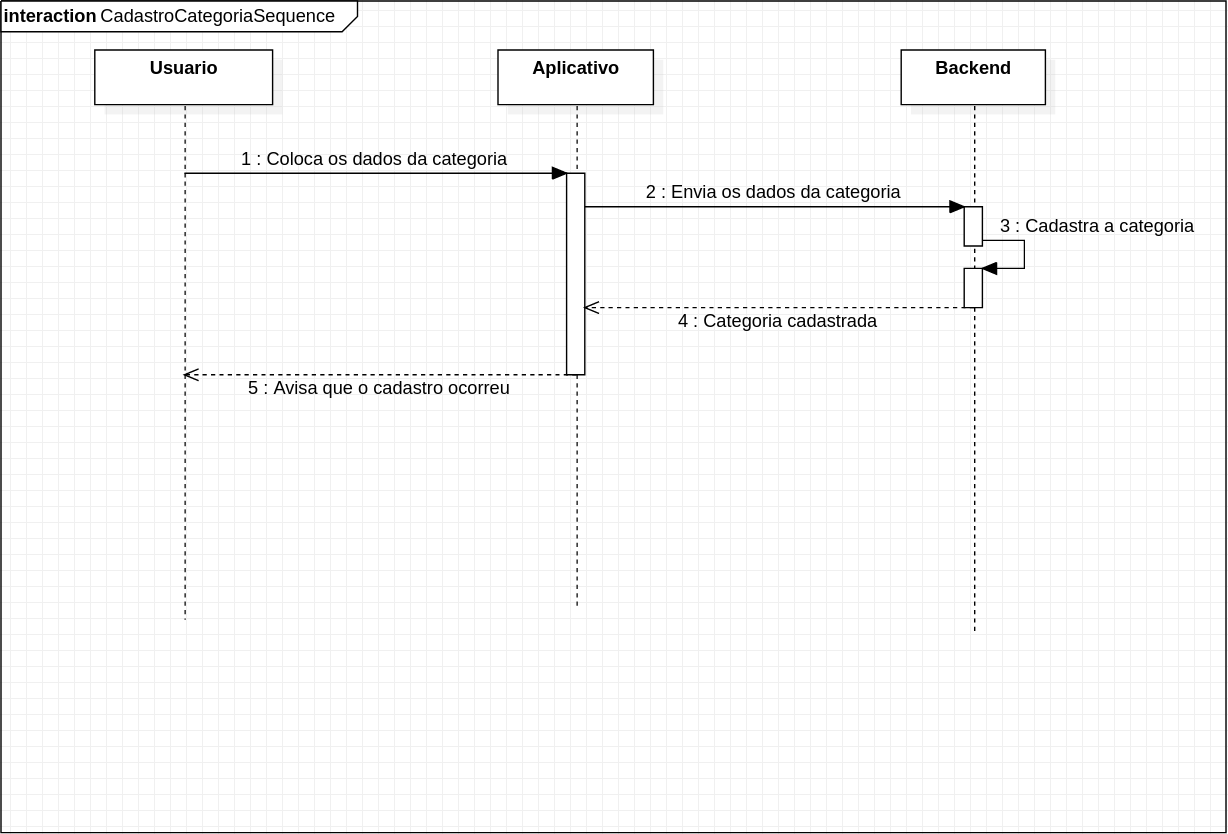 interaction CadastroCategoriaSequence
Usuario
Aplicativo
Backend
1 : Coloca os dados da categoria
2 : Envia os dados da categoria
3 : Cadastra a categoria
4 : Categoria cadastrada
5 : Avisa que o cadastro ocorreu